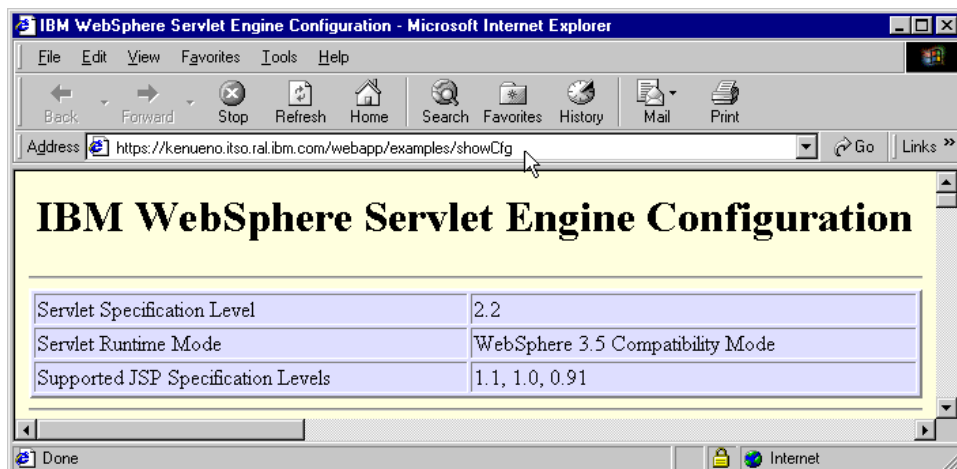 IBM WebSphere Servlet Engine Configuration - Microsoft Internet Explorer
File Edit View Favorites Tools Help
Back Forward Stop Refresh Home Search Favorites History Mail Print
Address https://kenueno.itso.ral.ibm.com/webapp/examples/showCfg Go Links »
IBM WebSphere Servlet Engine Configuration
Servlet Specification Level 2.2
Servlet Runtime Mode WebSphere 3.5 Compatibility Mode
Supported JSP Specification Levels 1.1, 1.0, 0.91
Done Internet